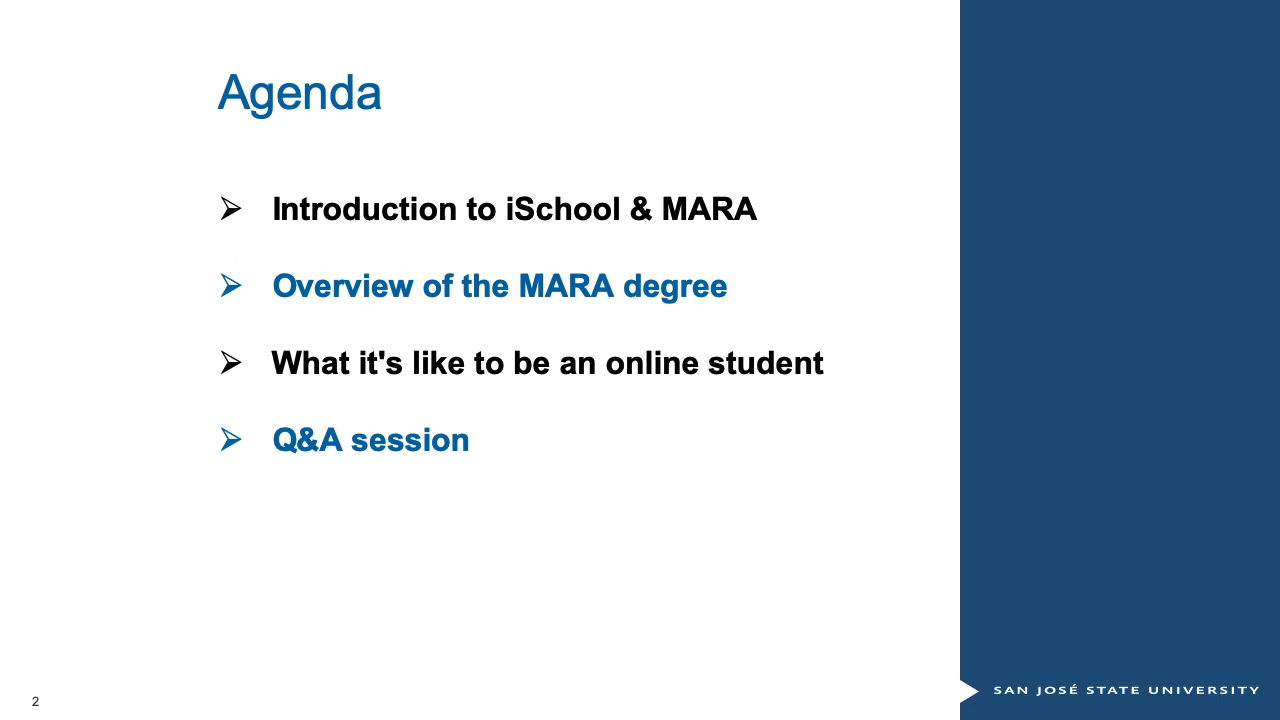 Agenda
➢ Introduction to iSchool & MARA
➢ Overview of the MARA degree
➢ What it's like to be an online student
➢ Q&A session
2
SAN JOSÉ STATE UNIVERSITY